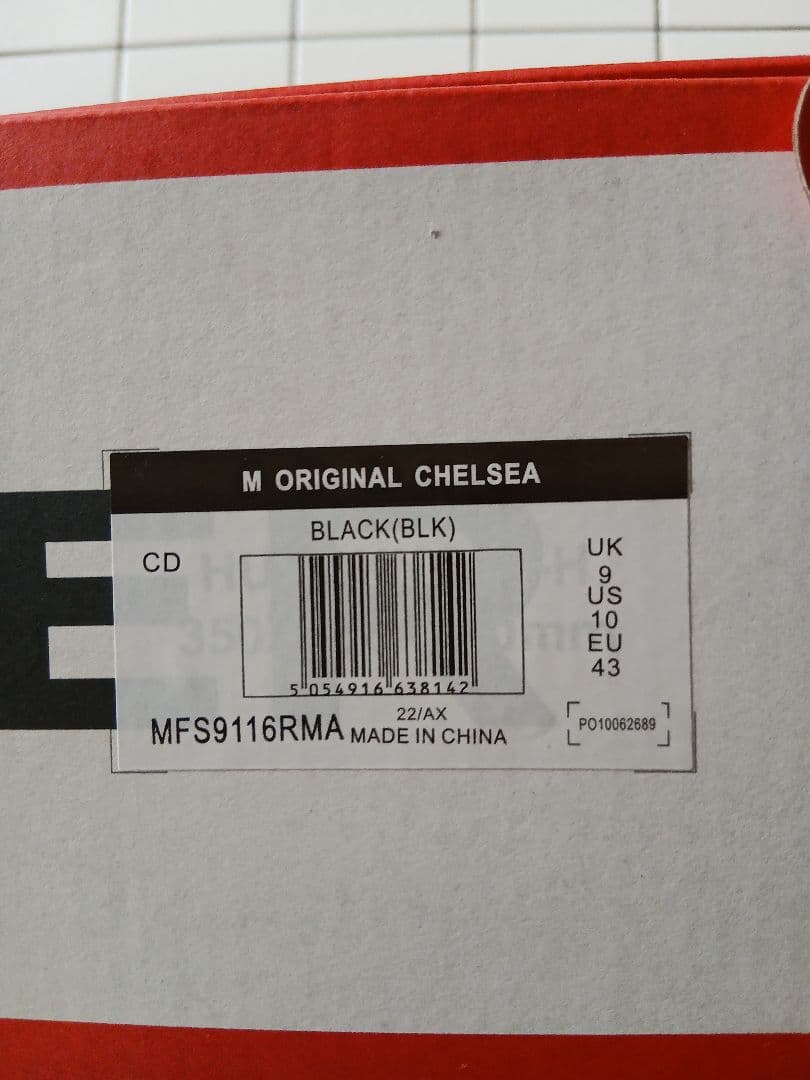 M ORIGINAL CHELSEA
BLACK(BLK)
CD
UK
9
US
10
EU
43
5 054916 638142
22/AX
MFS9116RMA MADE IN CHINA
PO10062689
E